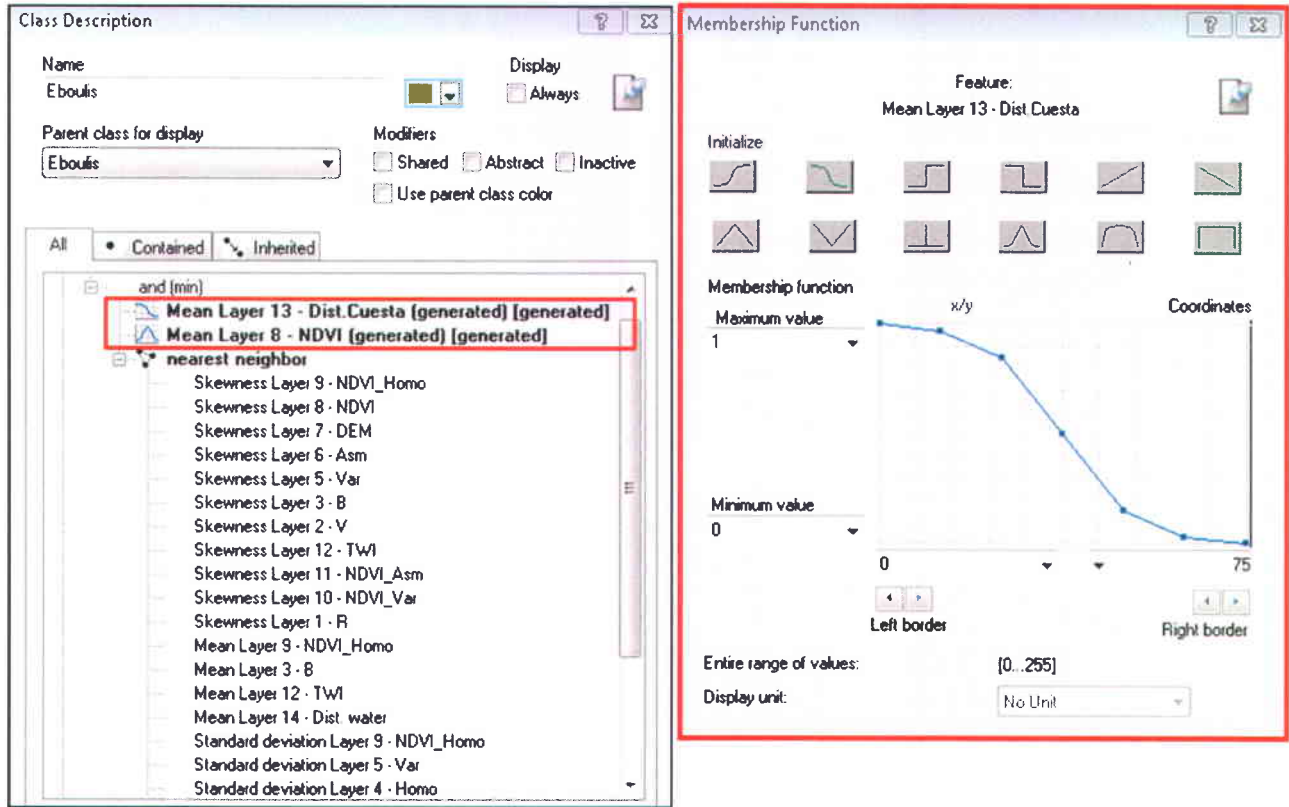 Class Description
Name
Display
Eboulis
Always
Parent class for display
Modifiers
Eboulis
Shared
Abstract
Inactive
Use parent class color
All
Contained
Inherited
and (min)
Mean Layer 13 - Dist.Cuesta (generated) [generated]
Mean Layer 8 - NDVI (generated) [generated]
nearest neighbor
Skewness Layer 9 - NDVI_Homo
Skewness Layer 8 - NDVI
Skewness Layer 7 - DEM
Skewness Layer 6 - Asm
Skewness Layer 5 - Var
Skewness Layer 3 - B
Skewness Layer 2 - V
Skewness Layer 12 - TWI
Skewness Layer 11 - NDVI_Asm
Skewness Layer 10 - NDVI_Var
Skewness Layer 1 - R
Mean Layer 9 - NDVI_Homo
Mean Layer 3 - B
Mean Layer 12 - TWI
Mean Layer 14 - Dist. water
Standard deviation Layer 9 - NDVI_Homo
Standard deviation Layer 5 - Var
Standard deviation Layer 4 - Homo
Membership Function
Feature:
Mean Layer 13 - Dist.Cuesta
Initialize
Membership function
x/y
Coordinates
Maximum value
1
Minimum value
0
0
75
Left border
Right border
Entire range of values:
[0...255]
Display unit:
No Unit